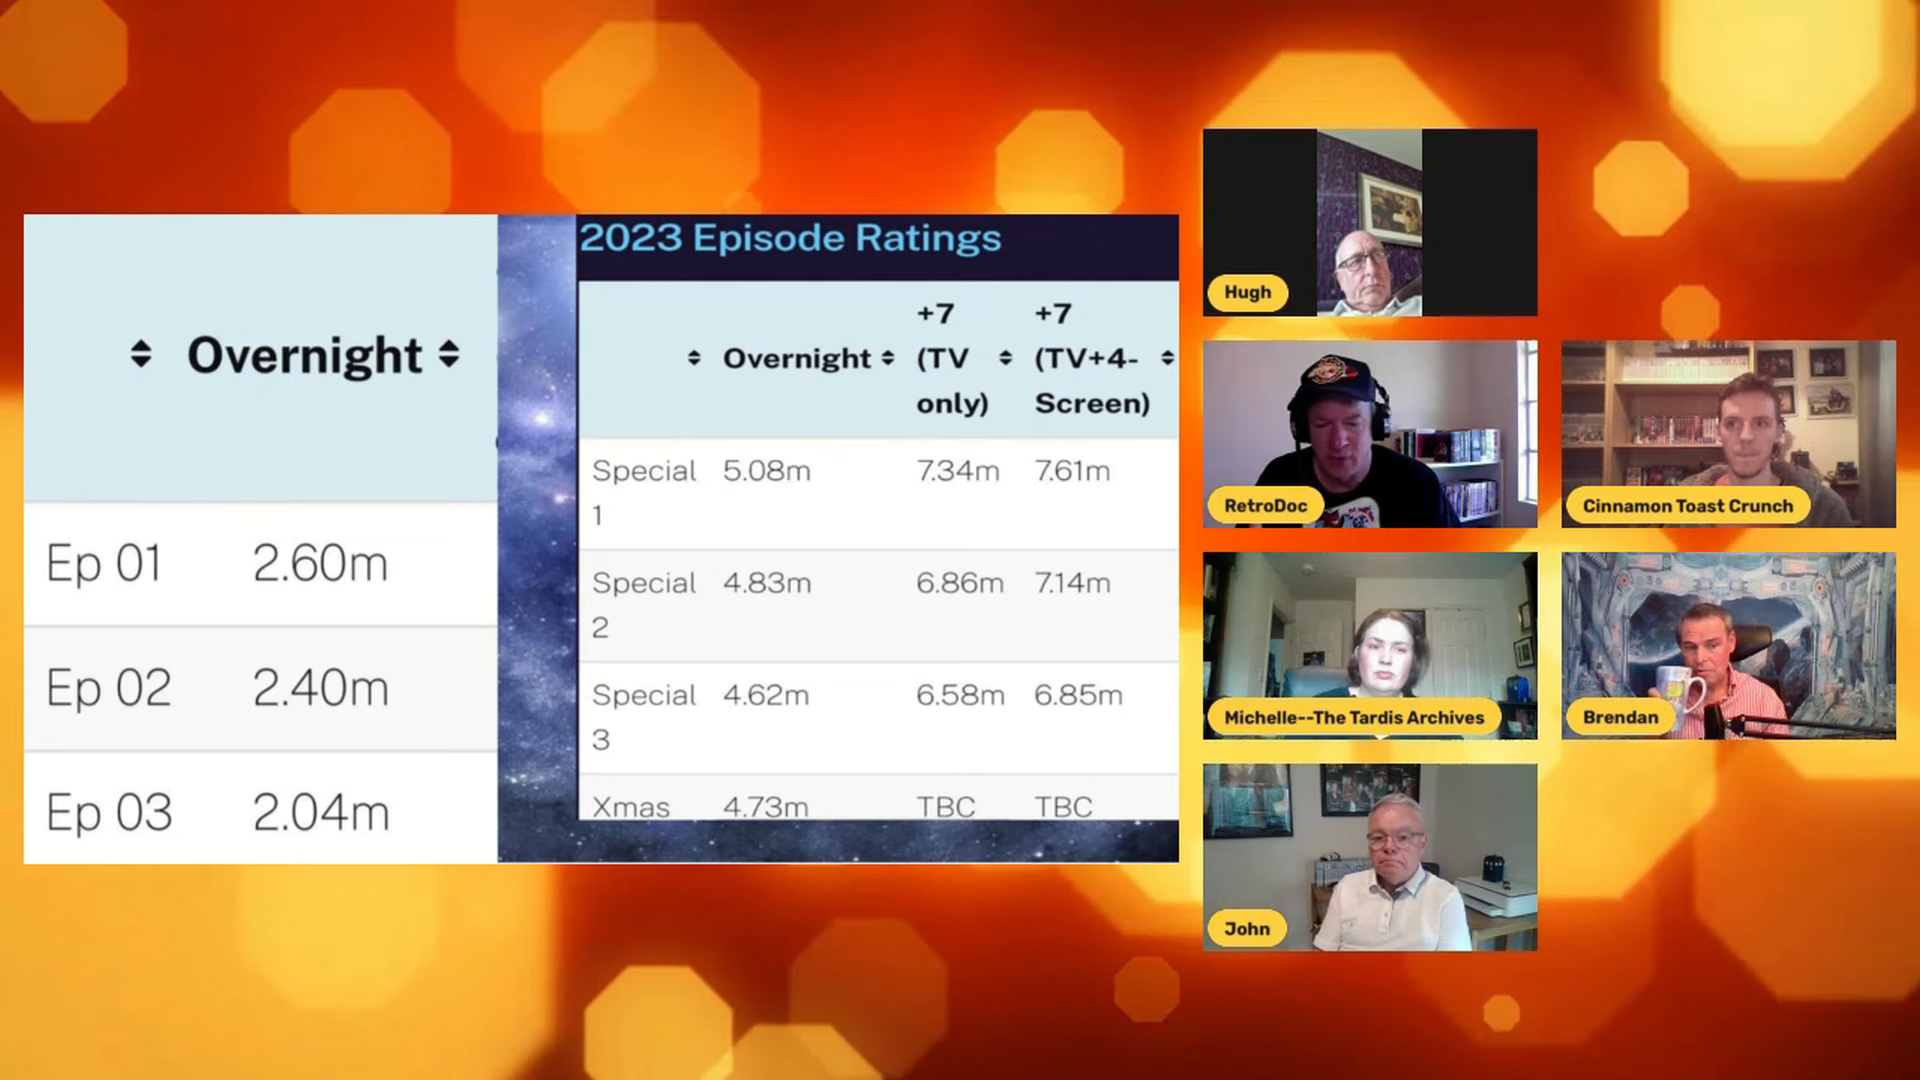 Overnight
Ep 01 2.60m
Ep 02 2.40m
Ep 03 2.04m
2023 Episode Ratings
+7 +7
Overnight (TV (TV+4-
only) Screen)
Special 5.08m 7.34m 7.61m
1
Special 4.83m 6.86m 7.14m
2
Special 4.62m 6.58m 6.85m
3
Xmas 4.73m TBC TBC
Hugh
RetroDoc
Cinnamon Toast Crunch
Michelle--The Tardis Archives
Brendan
John